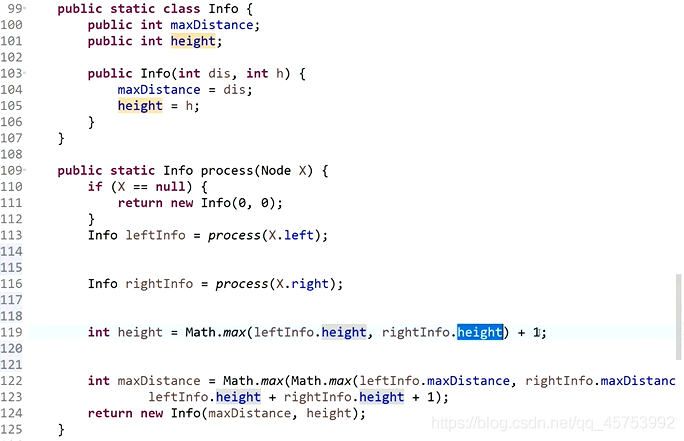 99 public static class Info {
100 public int maxDistance;
101 public int height;
102
103 public Info(int dis, int h) {
104 maxDistance = dis;
105 height = h;
106 }
107 }
108
109 public static Info process(Node X) {
110 if (X == null) {
111 return new Info(0, 0);
112 }
113 Info leftInfo = process(X.left);
114
115
116 Info rightInfo = process(X.right);
117
118
119 int height = Math.max(leftInfo.height, rightInfo.height) + 1;
120
121
122 int maxDistance = Math.max(Math.max(leftInfo.maxDistance, rightInfo.maxDistanc
123 leftInfo.height + rightInfo.height + 1);
124 return new Info(maxDistance, height);
125 }
https://blog.csdn.net/qq_45753992